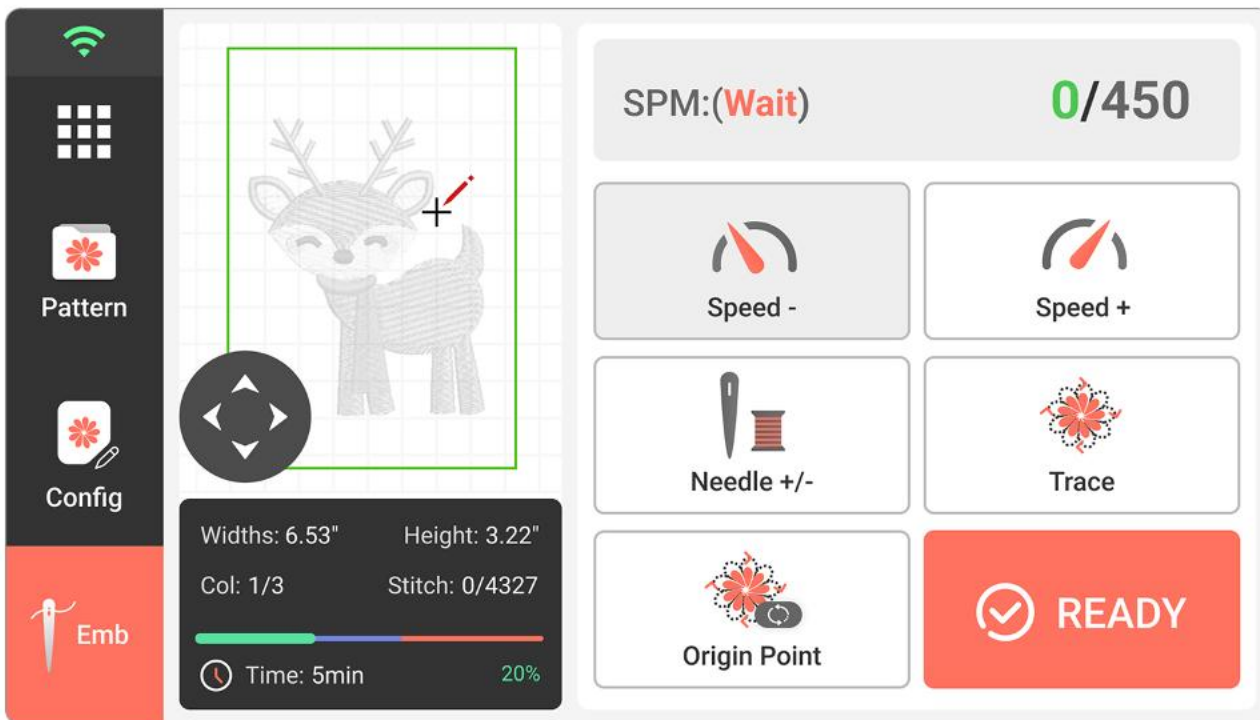 Pattern
Config
Emb
Widths: 6.53" Height: 3.22"
Col: 1/3 Stitch: 0/4327
Time: 5min 20%
SPM:(Wait) 0/450
Speed - Speed +
Needle +/- Trace
Origin Point READY